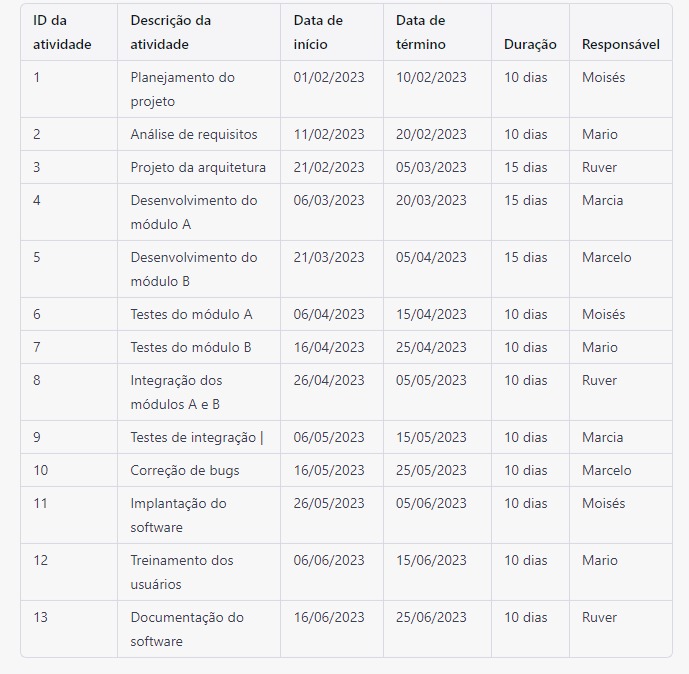 ID da atividade Descrição da atividade Data de início Data de término Duração Responsável
1 Planejamento do projeto 01/02/2023 10/02/2023 10 dias Moisés
2 Análise de requisitos 11/02/2023 20/02/2023 10 dias Mario
3 Projeto da arquitetura 21/02/2023 05/03/2023 15 dias Ruver
4 Desenvolvimento do módulo A 06/03/2023 20/03/2023 15 dias Marcia
5 Desenvolvimento do módulo B 21/03/2023 05/04/2023 15 dias Marcelo
6 Testes do módulo A 06/04/2023 15/04/2023 10 dias Moisés
7 Testes do módulo B 16/04/2023 25/04/2023 10 dias Mario
8 Integração dos módulos A e B 26/04/2023 05/05/2023 10 dias Ruver
9 Testes de integração | 06/05/2023 15/05/2023 10 dias Marcia
10 Correção de bugs 16/05/2023 25/05/2023 10 dias Marcelo
11 Implantação do software 26/05/2023 05/06/2023 10 dias Moisés
12 Treinamento dos usuários 06/06/2023 15/06/2023 10 dias Mario
13 Documentação do software 16/06/2023 25/06/2023 10 dias Ruver